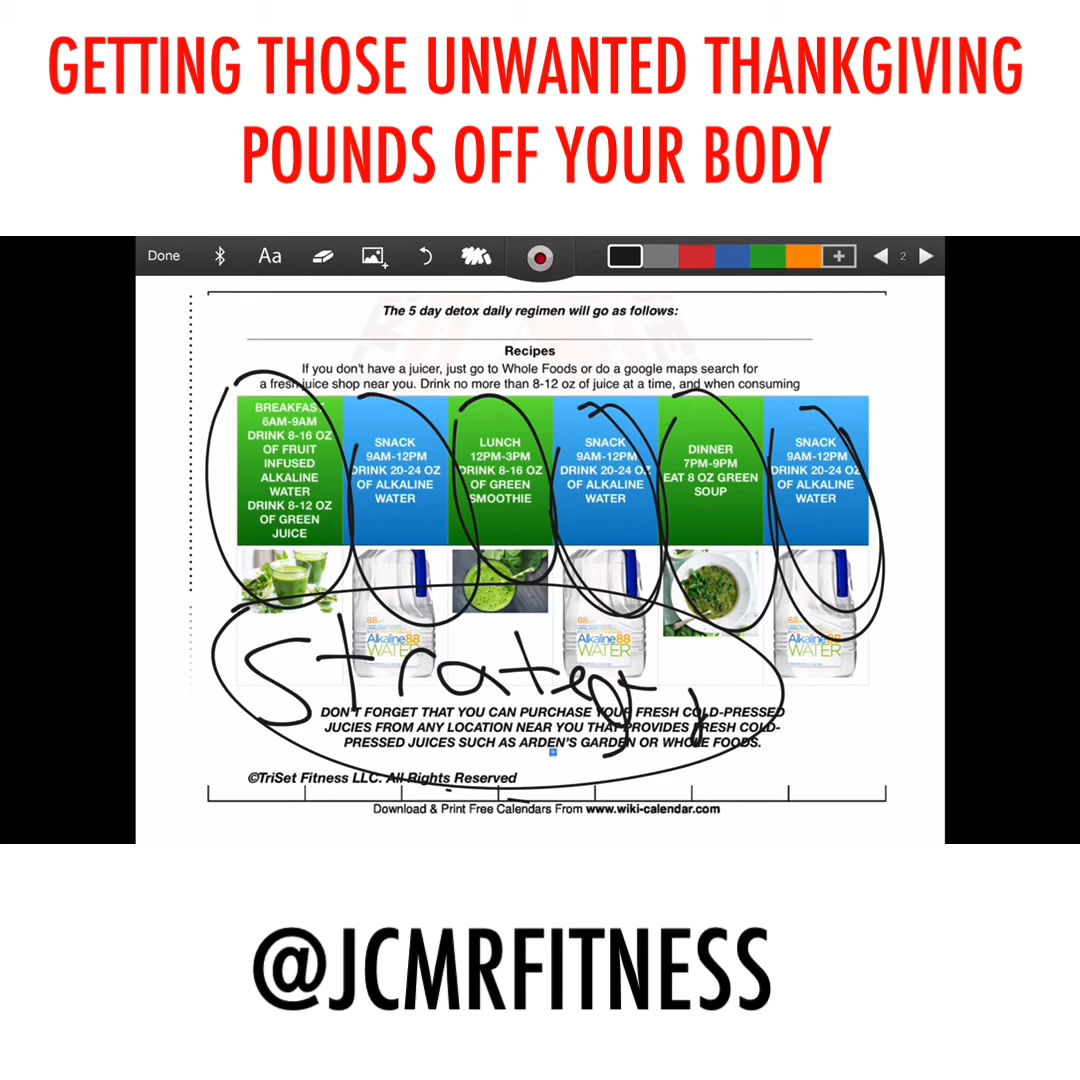 GETTING THOSE UNWANTED THANKGIVING
POUNDS OFF YOUR BODY
Done
Aa
2
The 5 day detox daily regimen will go as follows:
Recipes
If you don't have a juicer, just go to Whole Foods or do a google maps search for
a fresh juice shop near you. Drink no more than 8-12 oz of juice at a time, and when consuming
BREAKFAST
6AM-9AM
DRINK 8-16 OZ
OF FRUIT
INFUSED
ALKALINE
WATER
DRINK 8-12 OZ
OF GREEN
JUICE
SNACK
9AM-12PM
DRINK 20-24 OZ
OF ALKALINE
WATER
LUNCH
12PM-3PM
DRINK 8-16 OZ
OF GREEN
SMOOTHIE
SNACK
9AM-12PM
DRINK 20-24 OZ
OF ALKALINE
WATER
DINNER
7PM-9PM
EAT 8 OZ GREEN
SOUP
SNACK
9AM-12PM
DRINK 20-24 OZ
OF ALKALINE
WATER
Alkaline88
WATER
Alkaline88
WATER
Alkaline88
WATER
Strategy
DON'T FORGET THAT YOU CAN PURCHASE YOUR FRESH COLD-PRESSED
JUCIES FROM ANY LOCATION NEAR YOU THAT PROVIDES FRESH COLD-
PRESSED JUICES SUCH AS ARDEN'S GARDEN OR WHOLE FOODS.
©TriSet Fitness LLC. All Rights Reserved
Download & Print Free Calendars From www.wiki-calendar.com
@JCMRFITNESS